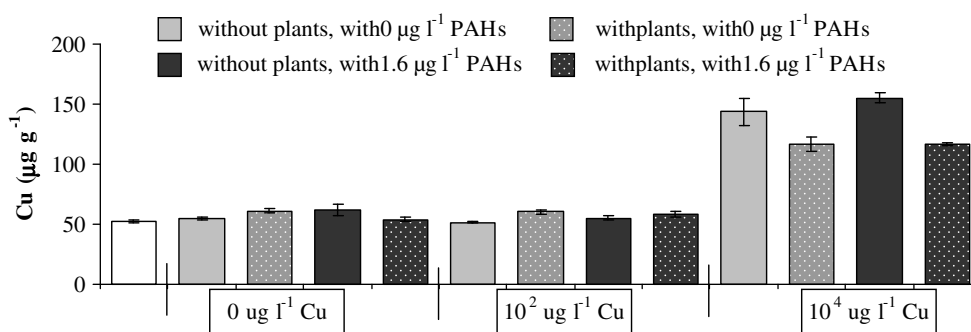 without plants, with0 µg l⁻¹ PAHs
withplants, with0 µg l⁻¹ PAHs
without plants, with1.6 µg l⁻¹ PAHs
withplants, with1.6 µg l⁻¹ PAHs
Cu (µg g⁻¹)
200
150
100
50
0
0 ug l⁻¹ Cu
10² ug l⁻¹ Cu
10⁴ ug l⁻¹ Cu